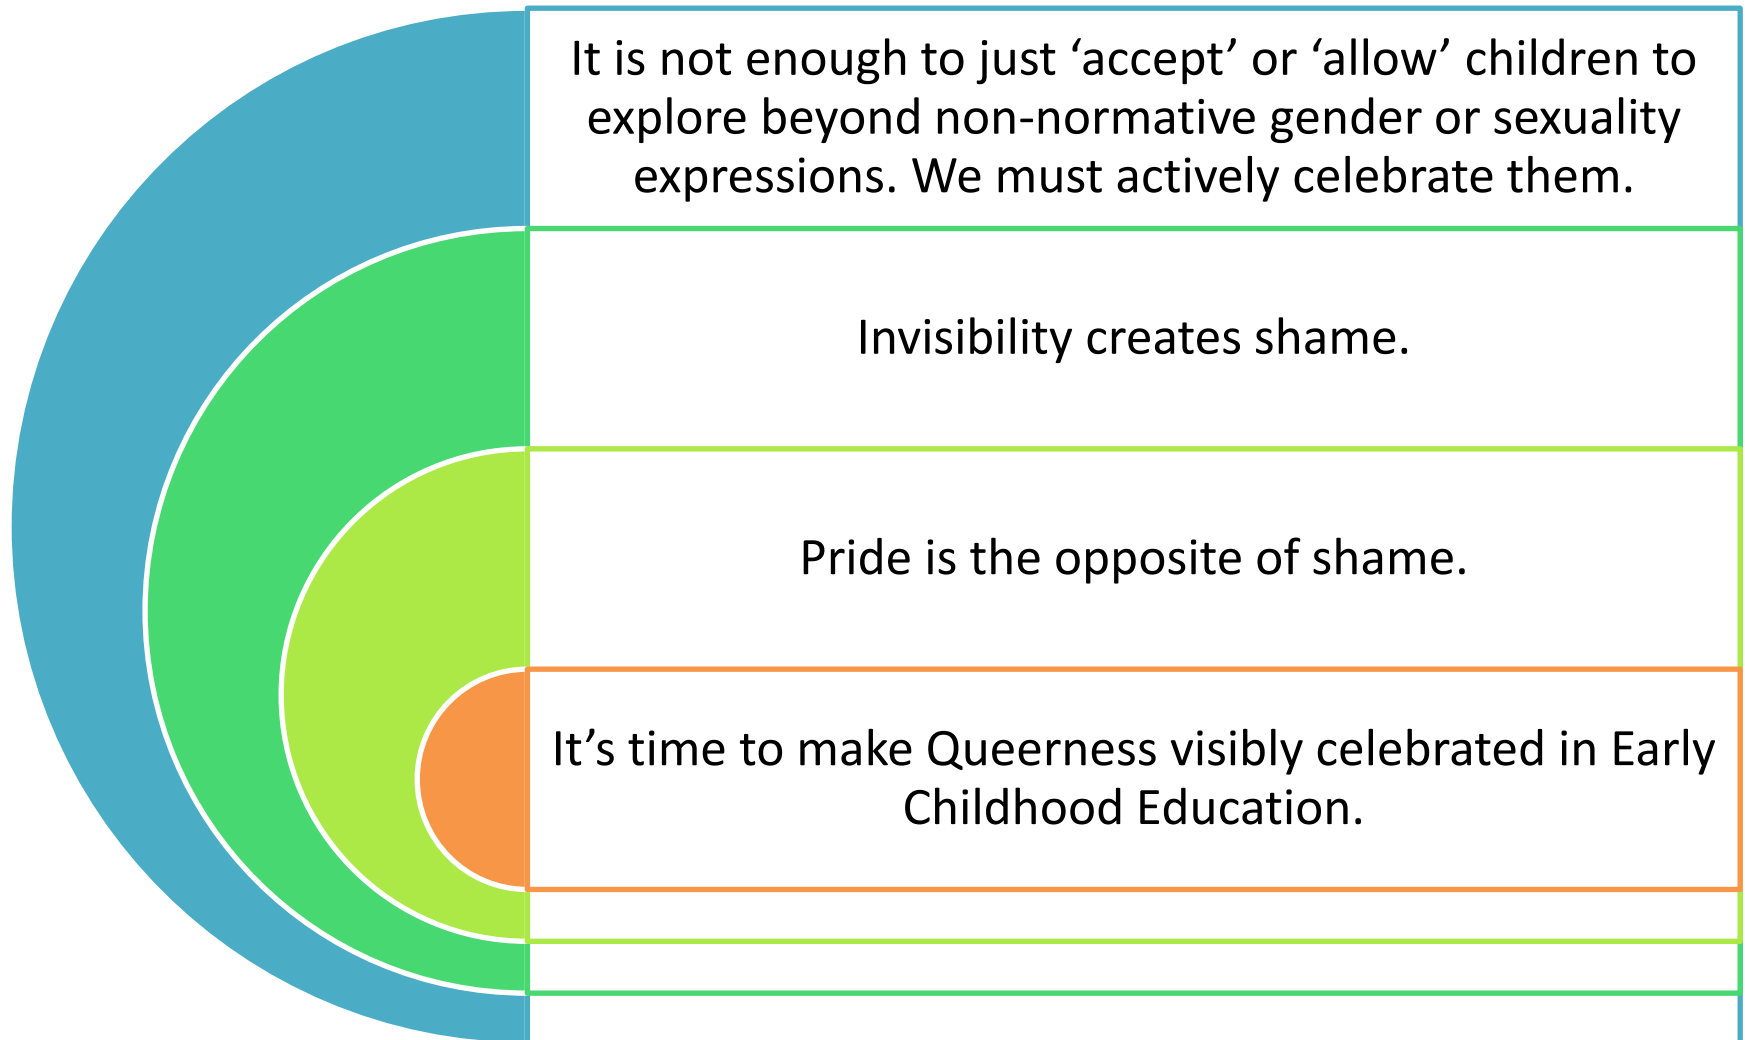 It is not enough to just ‘accept’ or ‘allow’ children to
explore beyond non-normative gender or sexuality
expressions. We must actively celebrate them.
Invisibility creates shame.
Pride is the opposite of shame.
It’s time to make Queerness visibly celebrated in Early
Childhood Education.